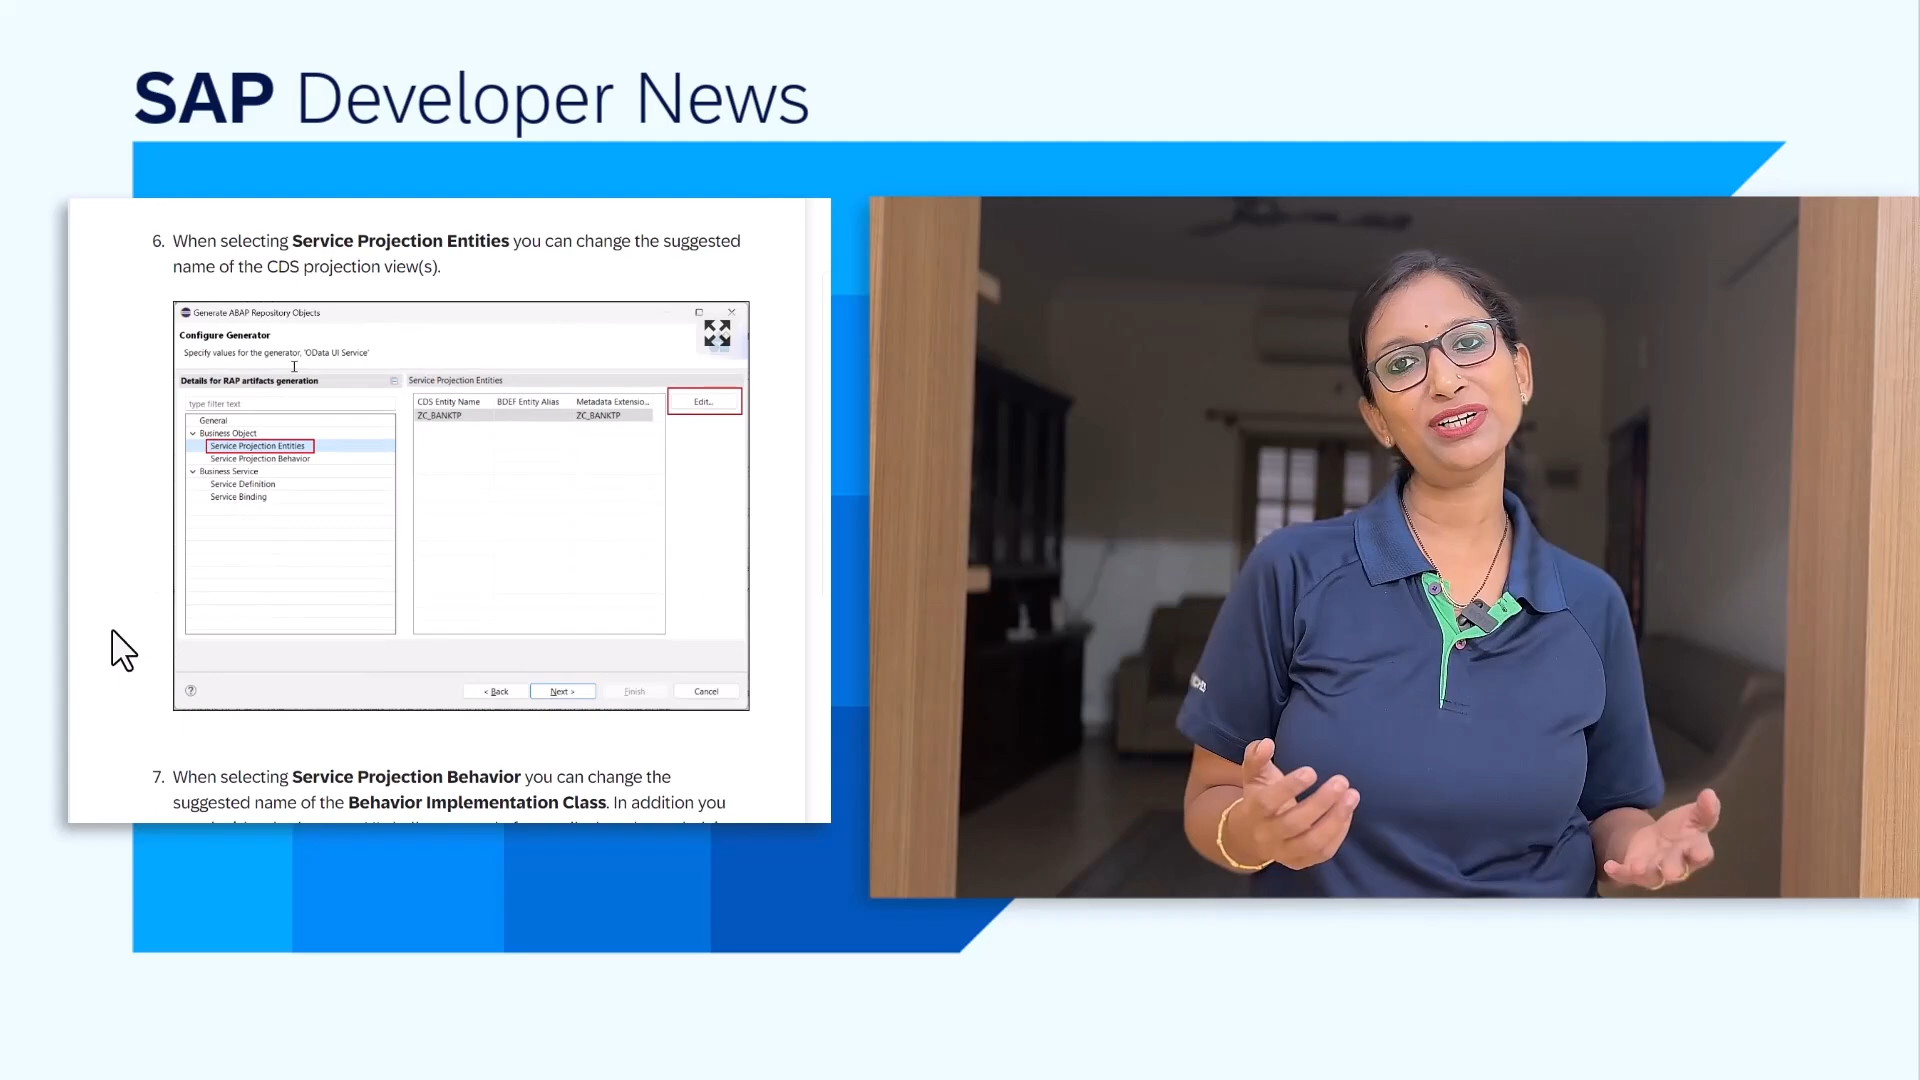 SAP Developer News
6. When selecting Service Projection Entities you can change the suggested
name of the CDS projection view(s).
Generate ABAP Repository Objects
Configure Generator
Specify values for the generator, 'OData UI Service'
Details for RAP artifacts generation
type filter text
General
Business Object
Service Projection Entities
Service Projection Behavior
Business Service
Service Definition
Service Binding
Service Projection Entities
CDS Entity Name BDEF Entity Alias Metadata Extensio...
ZC_BANKTP ZC_BANKTP
Edit...
< Back Next > Finish Cancel
7. When selecting Service Projection Behavior you can change the
suggested name of the Behavior Implementation Class. In addition you